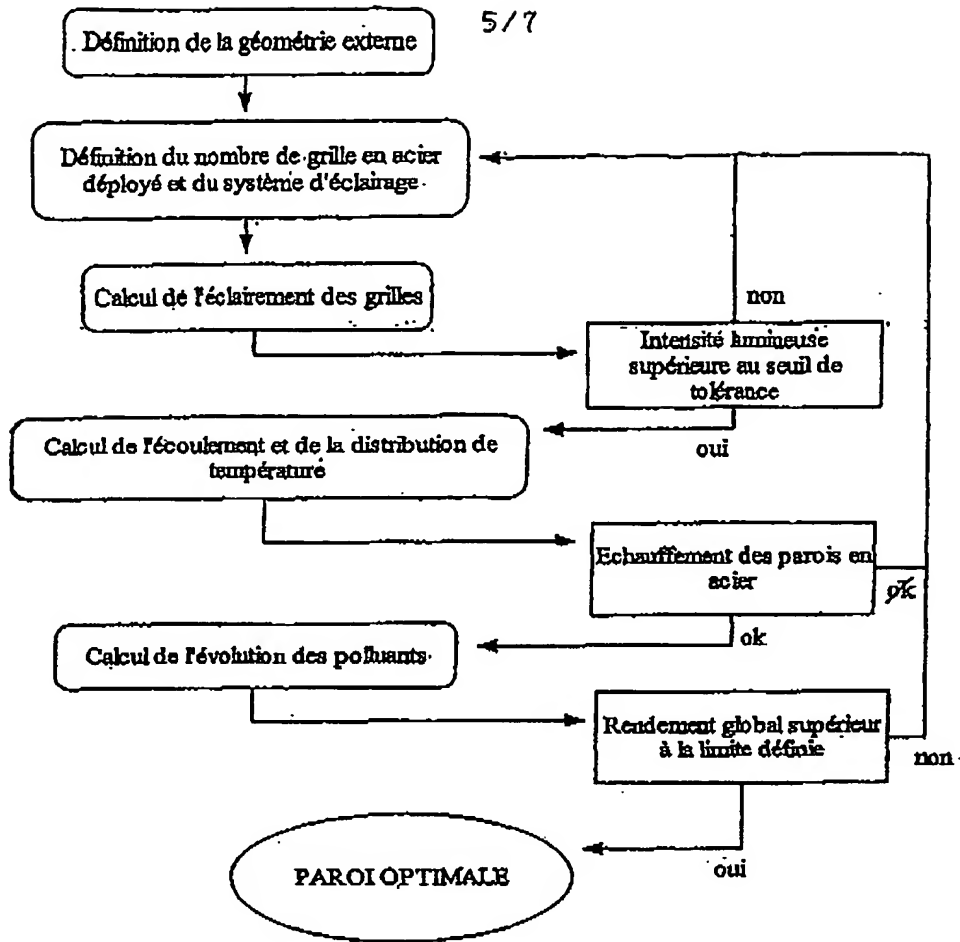 5/7
Définition de la géométrie externe
Définition du nombre de grille en acier
déployé et du système d'éclairage
Calcul de l'éclairement des grilles
non
Intensité lumineuse
supérieure au seuil de
tolérance
oui
Calcul de l'écoulement et de la distribution de
température
Echauffement des parois en
acier
ok
ok
Calcul de l'évolution des polluants
Rendement global supérieur
à la limite définie
non
oui
PAROI OPTIMALE